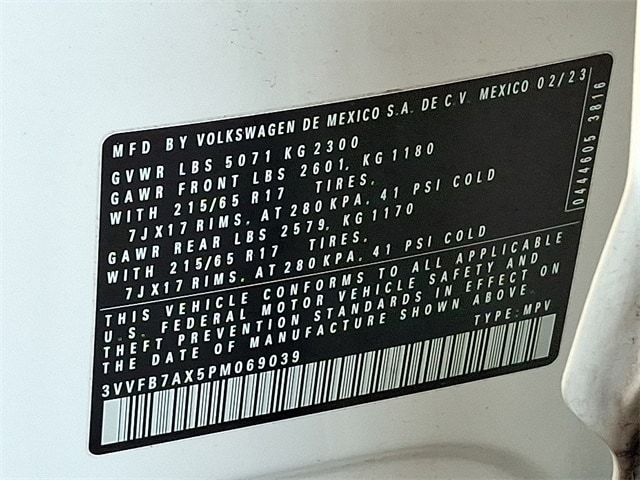 MFD BY VOLKSWAGEN DE MEXICO S.A. DE C.V. MEXICO 02/23
GVWR LBS 5071 KG 2300
GAWR FRONT LBS 2601, KG 1180
WITH 215/65 R17 TIRES,
7JX17 RIMS, AT 280 KPA, 41 PSI COLD
GAWR REAR LBS 2579, KG 1170
WITH 215/65 R17 TIRES,
7JX17 RIMS, AT 280 KPA, 41 PSI COLD
THIS VEHICLE CONFORMS TO ALL APPLICABLE
U.S. FEDERAL MOTOR VEHICLE SAFETY AND
THEFT PREVENTION STANDARDS IN EFFECT ON
THE DATE OF MANUFACTURE SHOWN ABOVE.
TYPE: MPV
3VVFB7AX5PM069039
0444605 3816